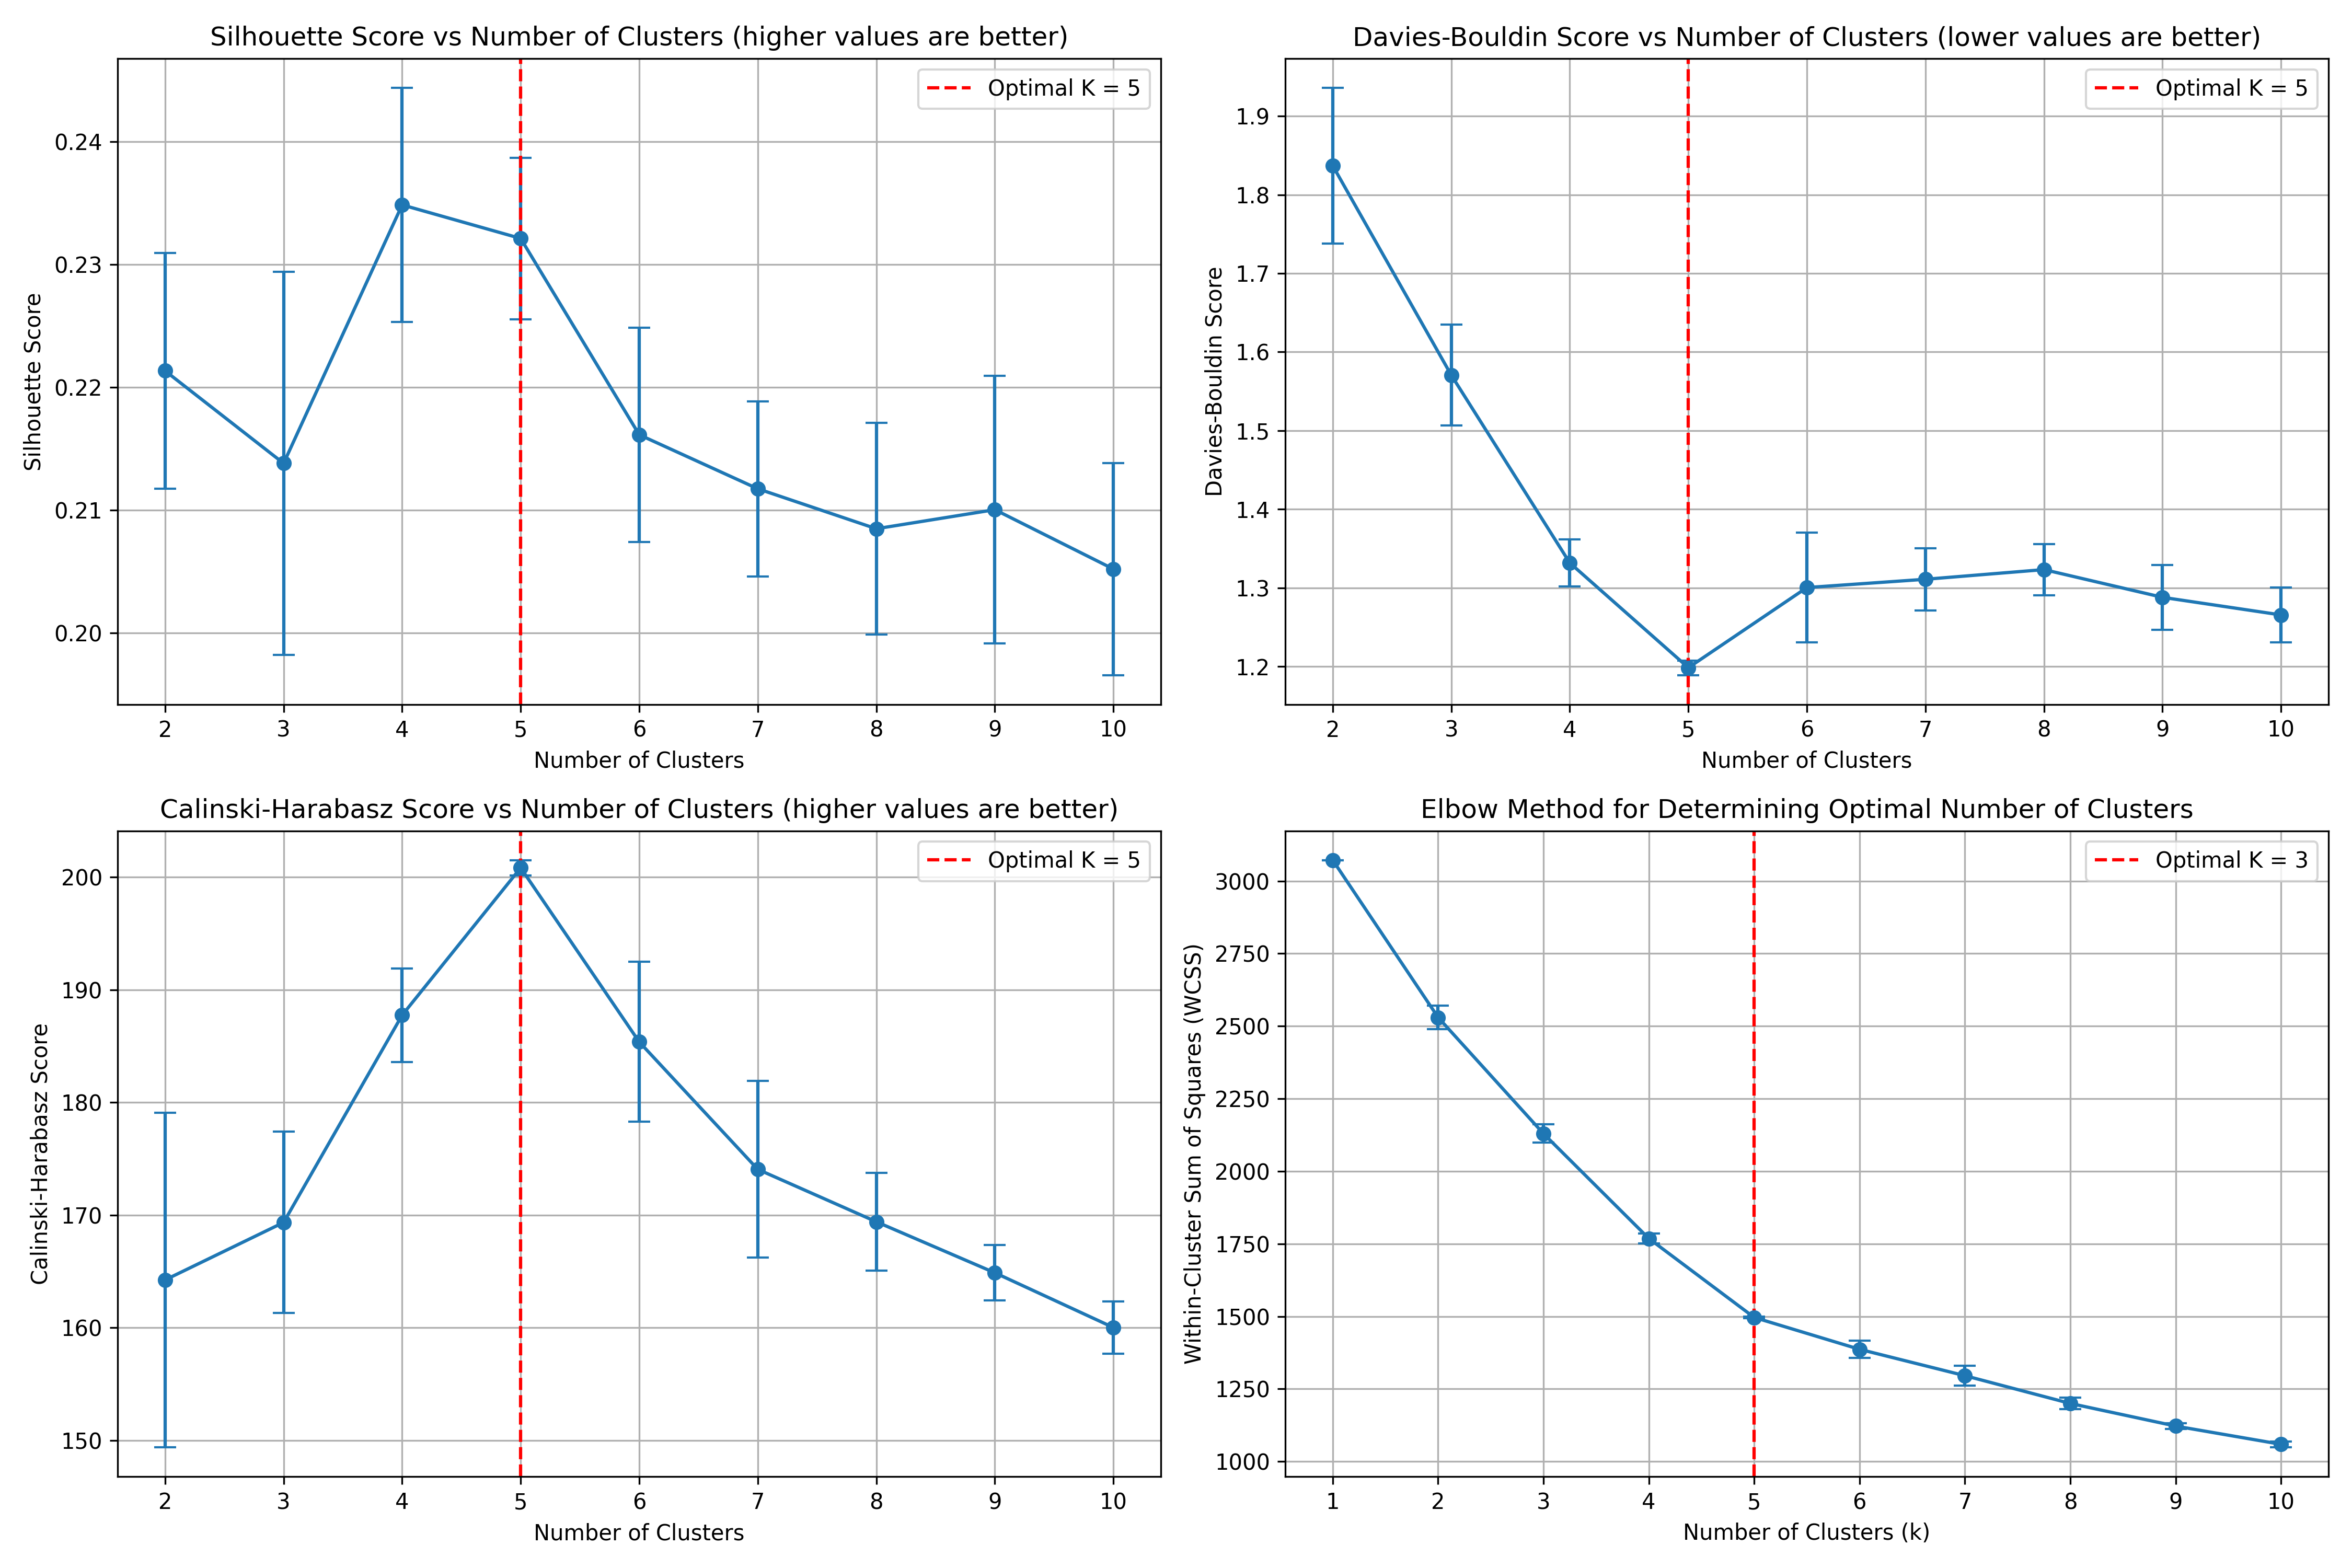 Silhouette Score vs Number of Clusters (higher values are better)
Silhouette Score
0.24
0.23
0.22
0.21
0.20
Optimal K = 5
2 3 4 5 6 7 8 9 10
Number of Clusters
Davies-Bouldin Score vs Number of Clusters (lower values are better)
Davies-Bouldin Score
1.9
1.8
1.7
1.6
1.5
1.4
1.3
1.2
Optimal K = 5
2 3 4 5 6 7 8 9 10
Number of Clusters
Calinski-Harabasz Score vs Number of Clusters (higher values are better)
Calinski-Harabasz Score
200
190
180
170
160
150
Optimal K = 5
2 3 4 5 6 7 8 9 10
Number of Clusters
Elbow Method for Determining Optimal Number of Clusters
Within-Cluster Sum of Squares (WCSS)
3000
2750
2500
2250
2000
1750
1500
1250
1000
Optimal K = 3
1 2 3 4 5 6 7 8 9 10
Number of Clusters (k)